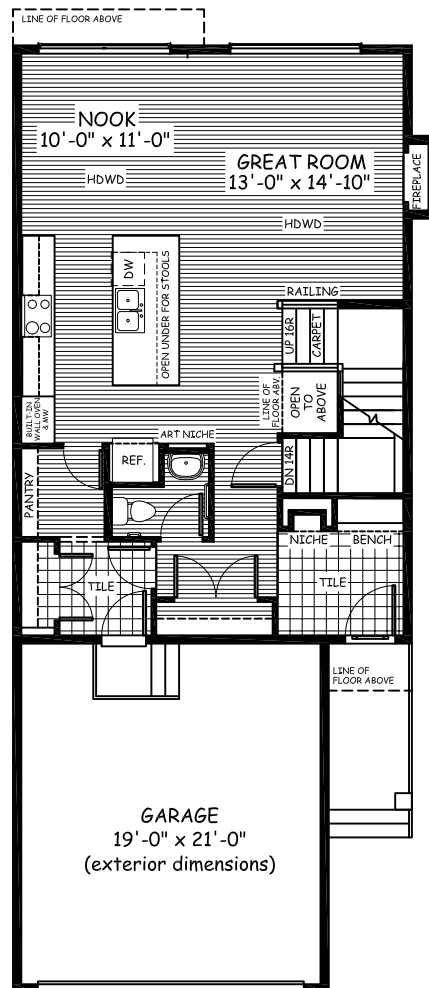 LINE OF FLOOR ABOVE
NOOK
10'-0" x 11'-0"
GREAT ROOM
13'-0" x 14'-10"
FIREPLACE
HDWD
HDWD
DW
OPEN UNDER FOR STOOLS
RAILING
UP 16R
CARPET
LINE OF
FLOOR ABV.
OPEN
TO
ABOVE
BUILT-IN
WALL OVEN
& MW
ART NICHE
REF.
DN 14R
PANTRY
NICHE
BENCH
TILE
TILE
LINE OF
FLOOR ABOVE
GARAGE
19'-0" x 21'-0"
(exterior dimensions)